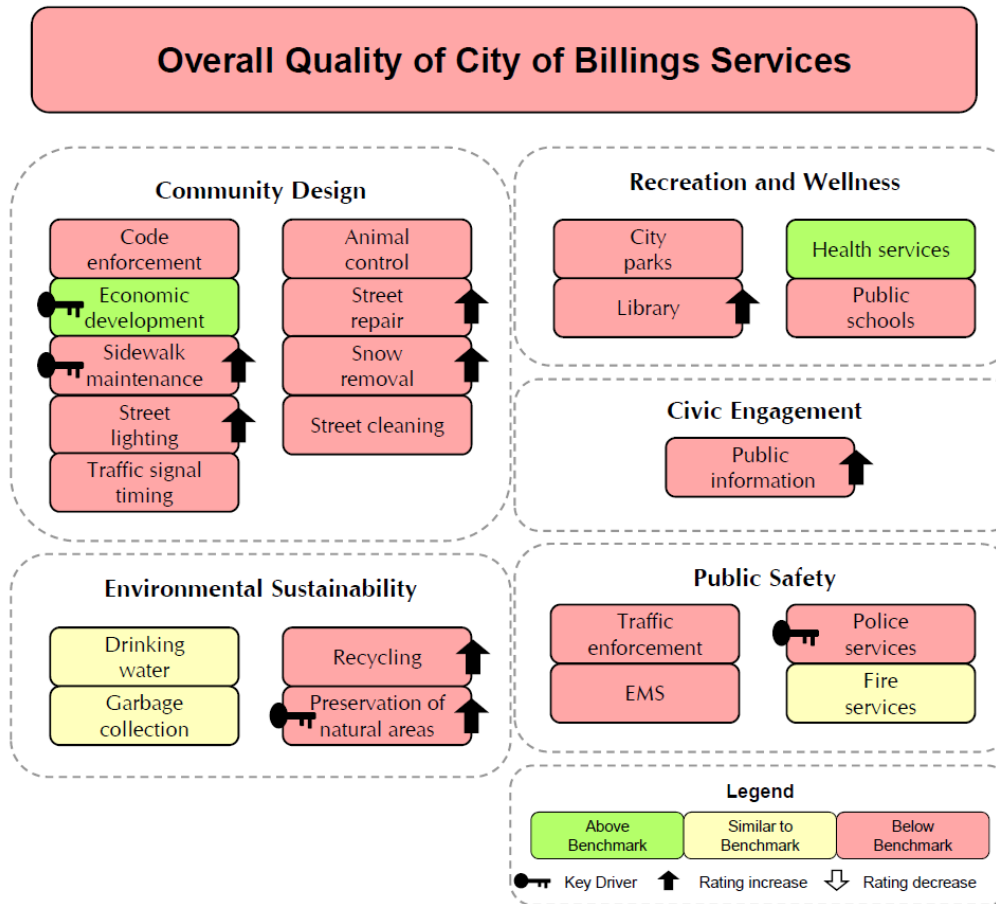 Overall Quality of City of Billings Services
Community Design
Code
enforcement
Economic
development
Sidewalk
maintenance
Street
lighting
Traffic signal
timing
Animal
control
Street
repair
Snow
removal
Street cleaning
Recreation and Wellness
City
parks
Library
Health services
Public
schools
Civic Engagement
Public
information
Environmental Sustainability
Drinking
water
Garbage
collection
Recycling
Preservation of
natural areas
Public Safety
Traffic
enforcement
EMS
Police
services
Fire
services
Legend
Above
Benchmark
Similar to
Benchmark
Below
Benchmark
Key Driver
Rating increase
Rating decrease